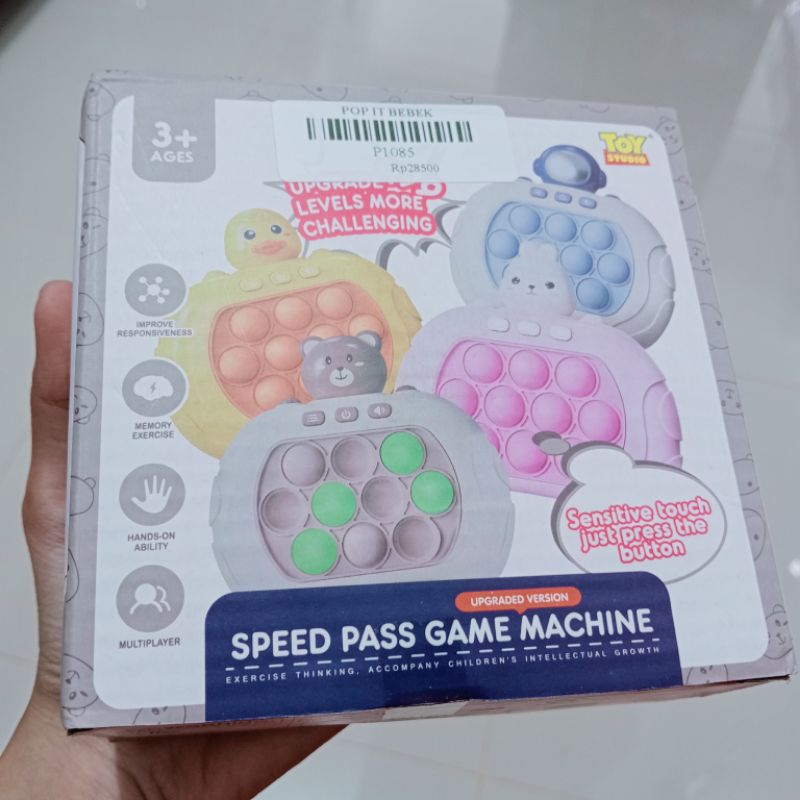 3+
AGES
POP IT BEBEK
P1085
Rp28500
TOY
STUDIO
UPGRADE
LEVELS MORE
CHALLENGING
IMPROVE
RESPONSIVENESS
MEMORY
EXERCISE
HANDS-ON
ABILITY
MULTIPLAYER
Sensitive touch
just press the
button
UPGRADED VERSION
SPEED PASS GAME MACHINE
EXERCISE THINKING, ACCOMPANY CHILDREN'S INTELLECTUAL GROWTH